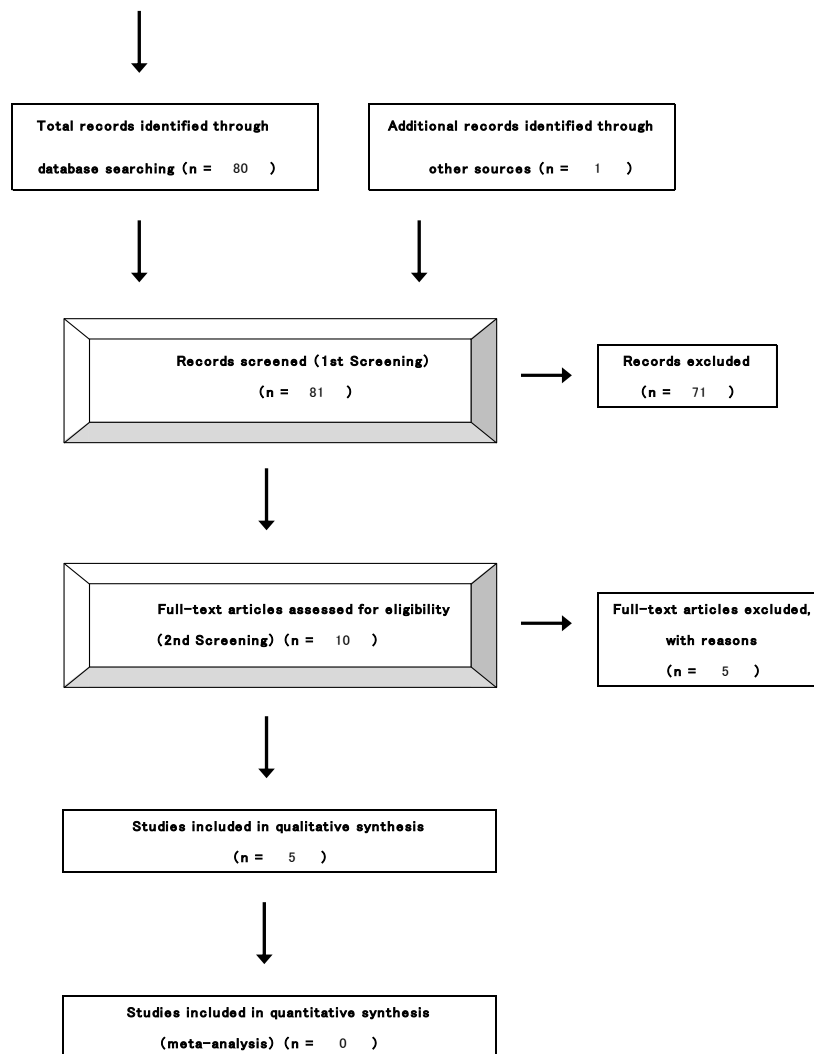 Total records identified through
database searching (n = 80 )
Additional records identified through
other sources (n = 1 )
Records screened (1st Screening)
(n = 81 )
Records excluded
(n = 71 )
Full-text articles assessed for eligibility
(2nd Screening) (n = 10 )
Full-text articles excluded,
with reasons
(n = 5 )
Studies included in qualitative synthesis
(n = 5 )
Studies included in quantitative synthesis
(meta-analysis) (n = 0 )